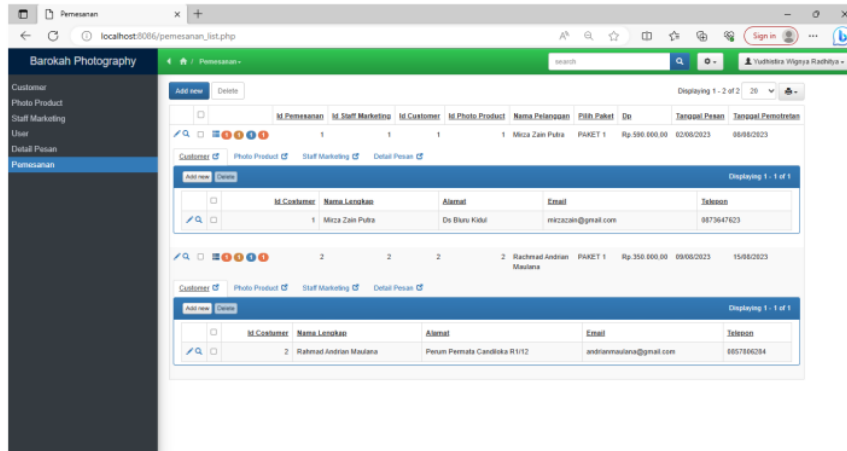 Pemesanan
localhost:8086/pemesanan_list.php
Sign in
Barokah Photography
Pemesanan
search
Yudhistira Wignya Radhitya
Customer
Photo Product
Staff Marketing
User
Detail Pesan
Pemesanan
Add new Delete Displaying 1 - 2 of 2 20
Id Pemesanan Id Staff Marketing Id Customer Id Photo Product Nama Pelanggan Pilih Paket Dp Tanggal Pesan Tanggal Pemotretan
1 1 1 1 1 1 1 1 Mirza Zain Putra PAKET 1 Rp.590.000,00 02/08/2023 08/08/2023
Customer Photo Product Staff Marketing Detail Pesan
Add new Delete Displaying 1 - 1 of 1
Id Costumer Nama Lengkap Alamat Email Telepon
1 Mirza Zain Putra Ds Bluru Kidul mirzazain@gmail.com 0873647623
1 1 1 1 2 2 2 2 Rachmad Andrian PAKET 1 Rp.350.000,00 09/08/2023 15/08/2023
Maulana
Customer Photo Product Staff Marketing Detail Pesan
Add new Delete Displaying 1 - 1 of 1
Id Costumer Nama Lengkap Alamat Email Telepon
2 Rahmad Andrian Maulana Perum Permata Candiloka R1/12 andrianmaulana@gmail.com 0857806284